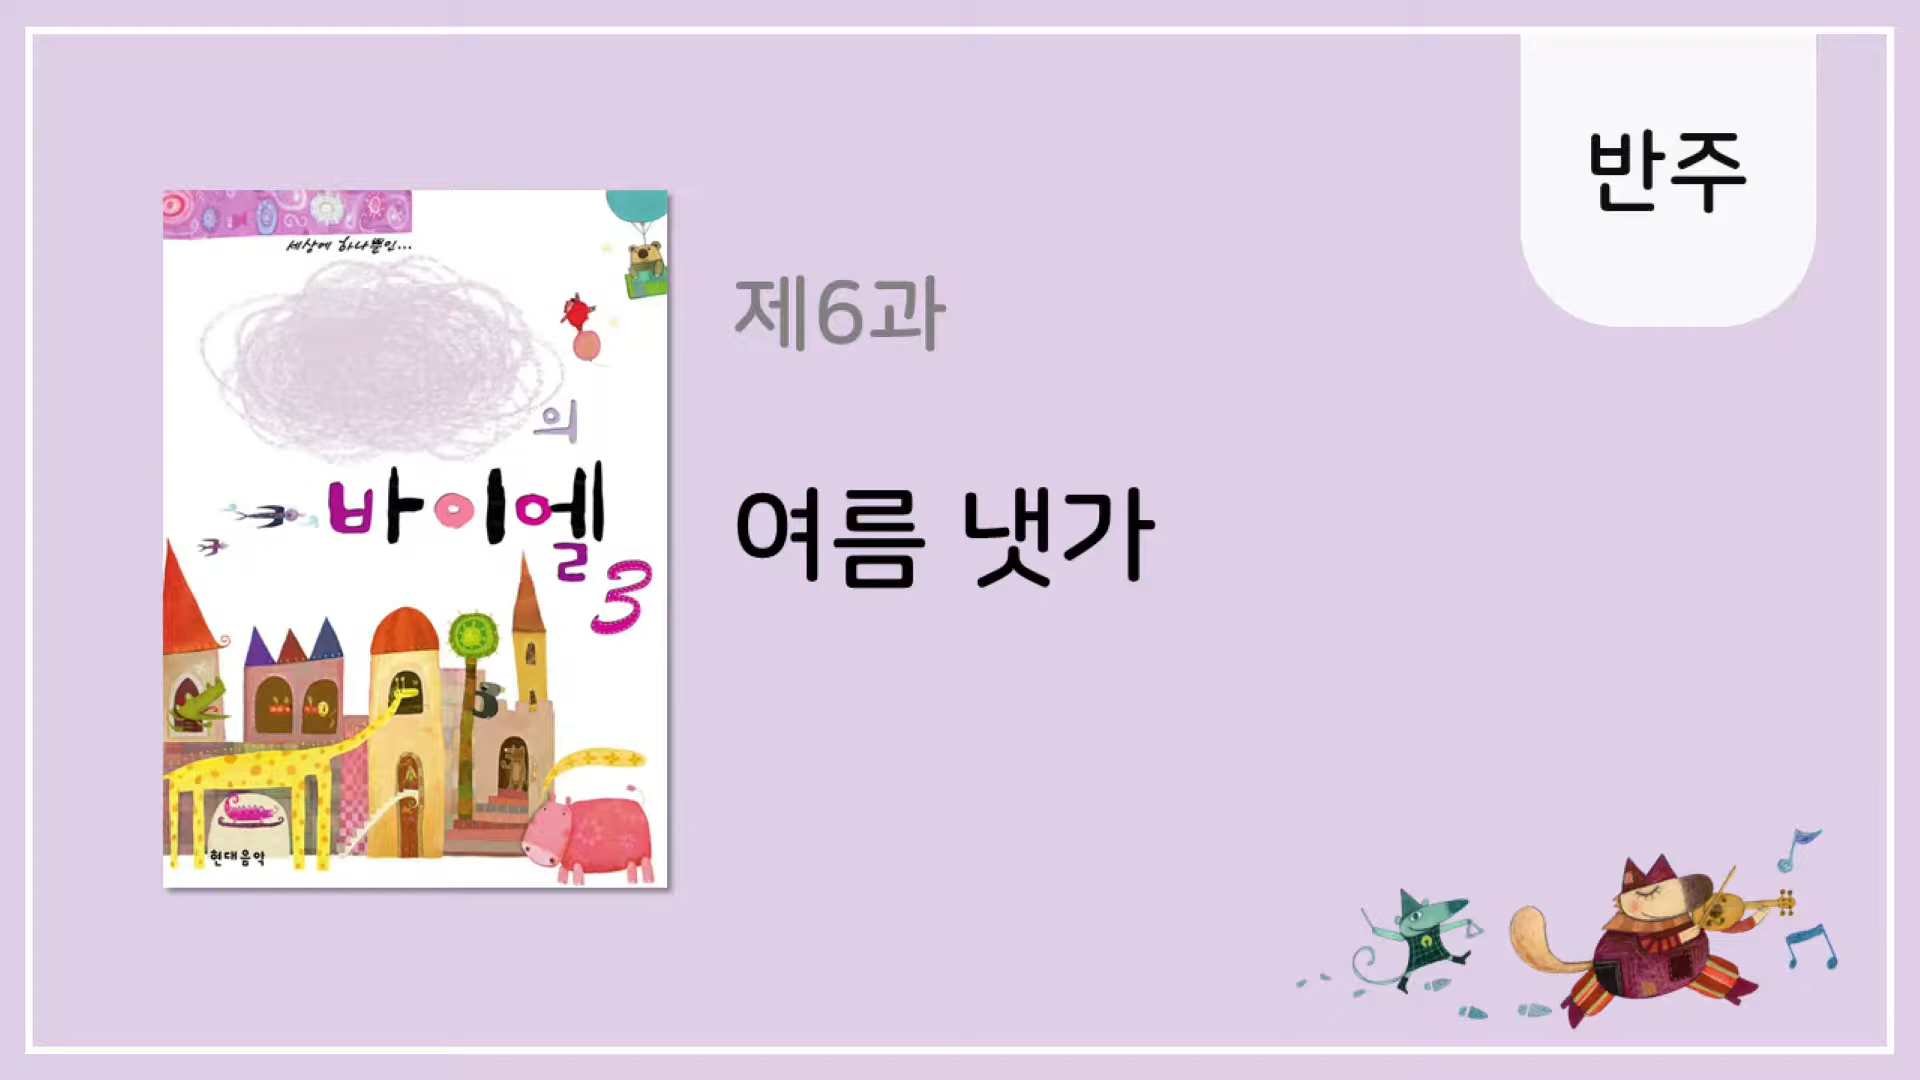 반주
세상에 하나뿐인...
의
바이엘
3
현대음악
제6과
여름 냇가